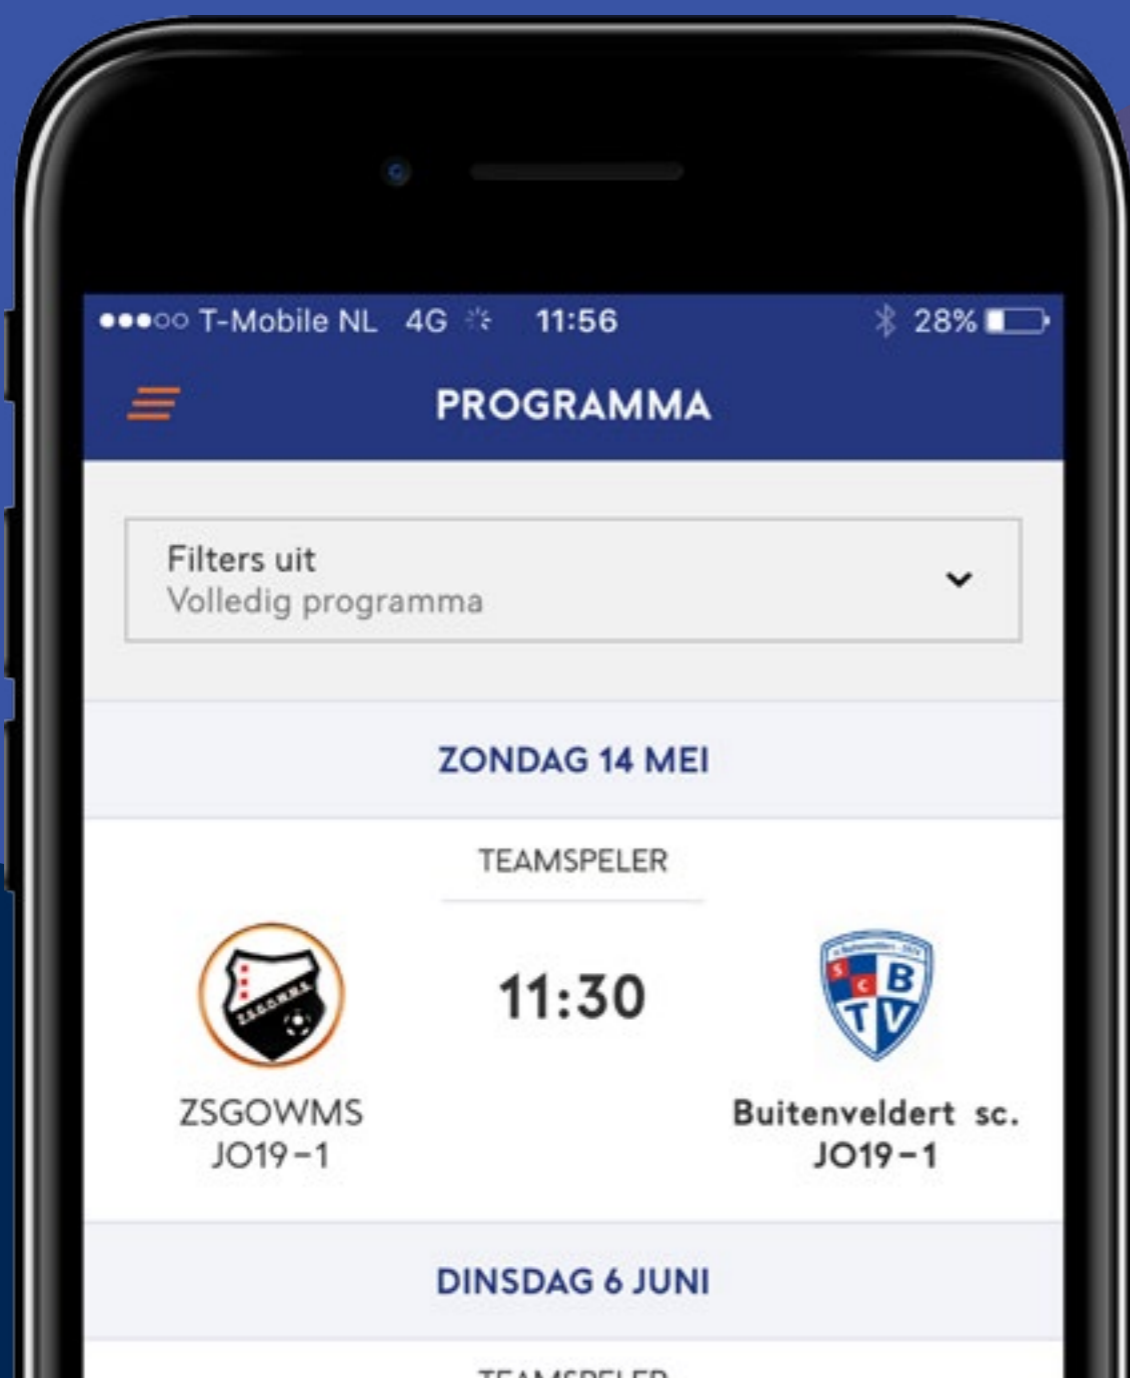 T-Mobile NL 4G 11:56 28%
PROGRAMMA
Filters uit
Volledig programma
ZONDAG 14 MEI
TEAMSPELER
Z.S.G.O.W.M.S.
S C B
T V
11:30
ZSGOWMS
JO19-1
Buitenveldert sc.
JO19-1
DINSDAG 6 JUNI
TEAMSPELER